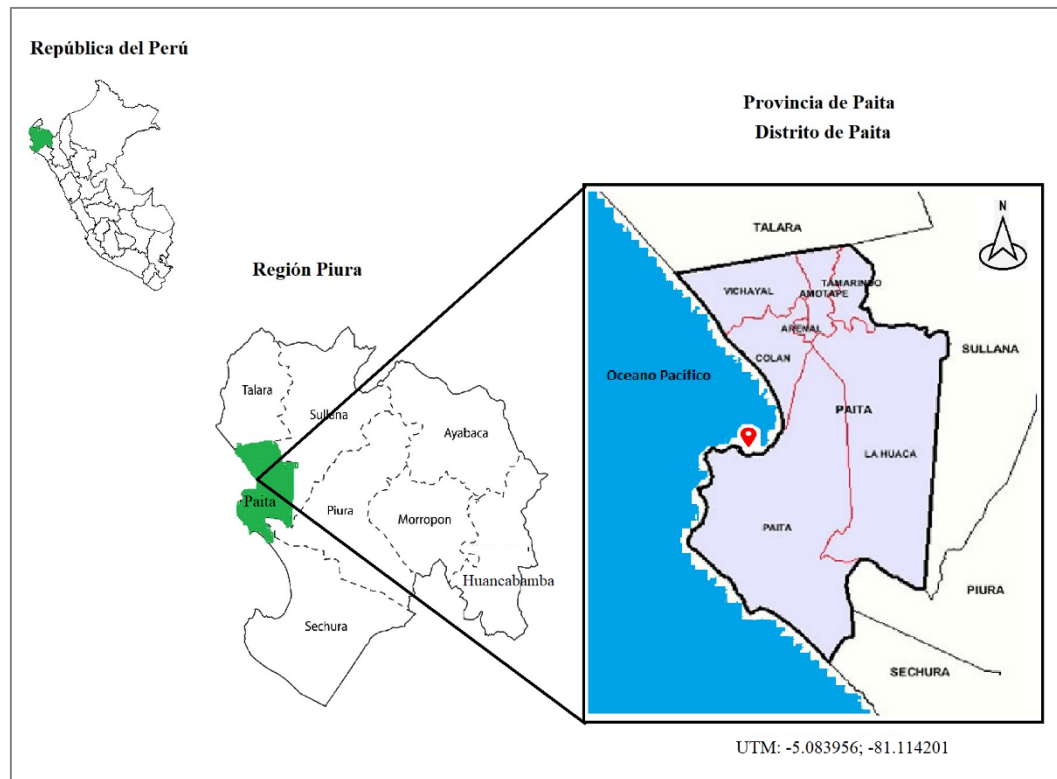 República del Perú
Provincia de Paita
Distrito de Paita
Región Piura
Talara
Sullana
Ayabaca
Paita
Piura
Morropon
Huancabamba
Sechura
N
TALARA
VICHAYAL
TAMARINDO
AMOTAPE
ARENAL
COLAN
SULLANA
Oceano Pacifico
PAITA
LA HUACA
PAITA
PIURA
SECHURA
UTM: -5.083956; -81.114201